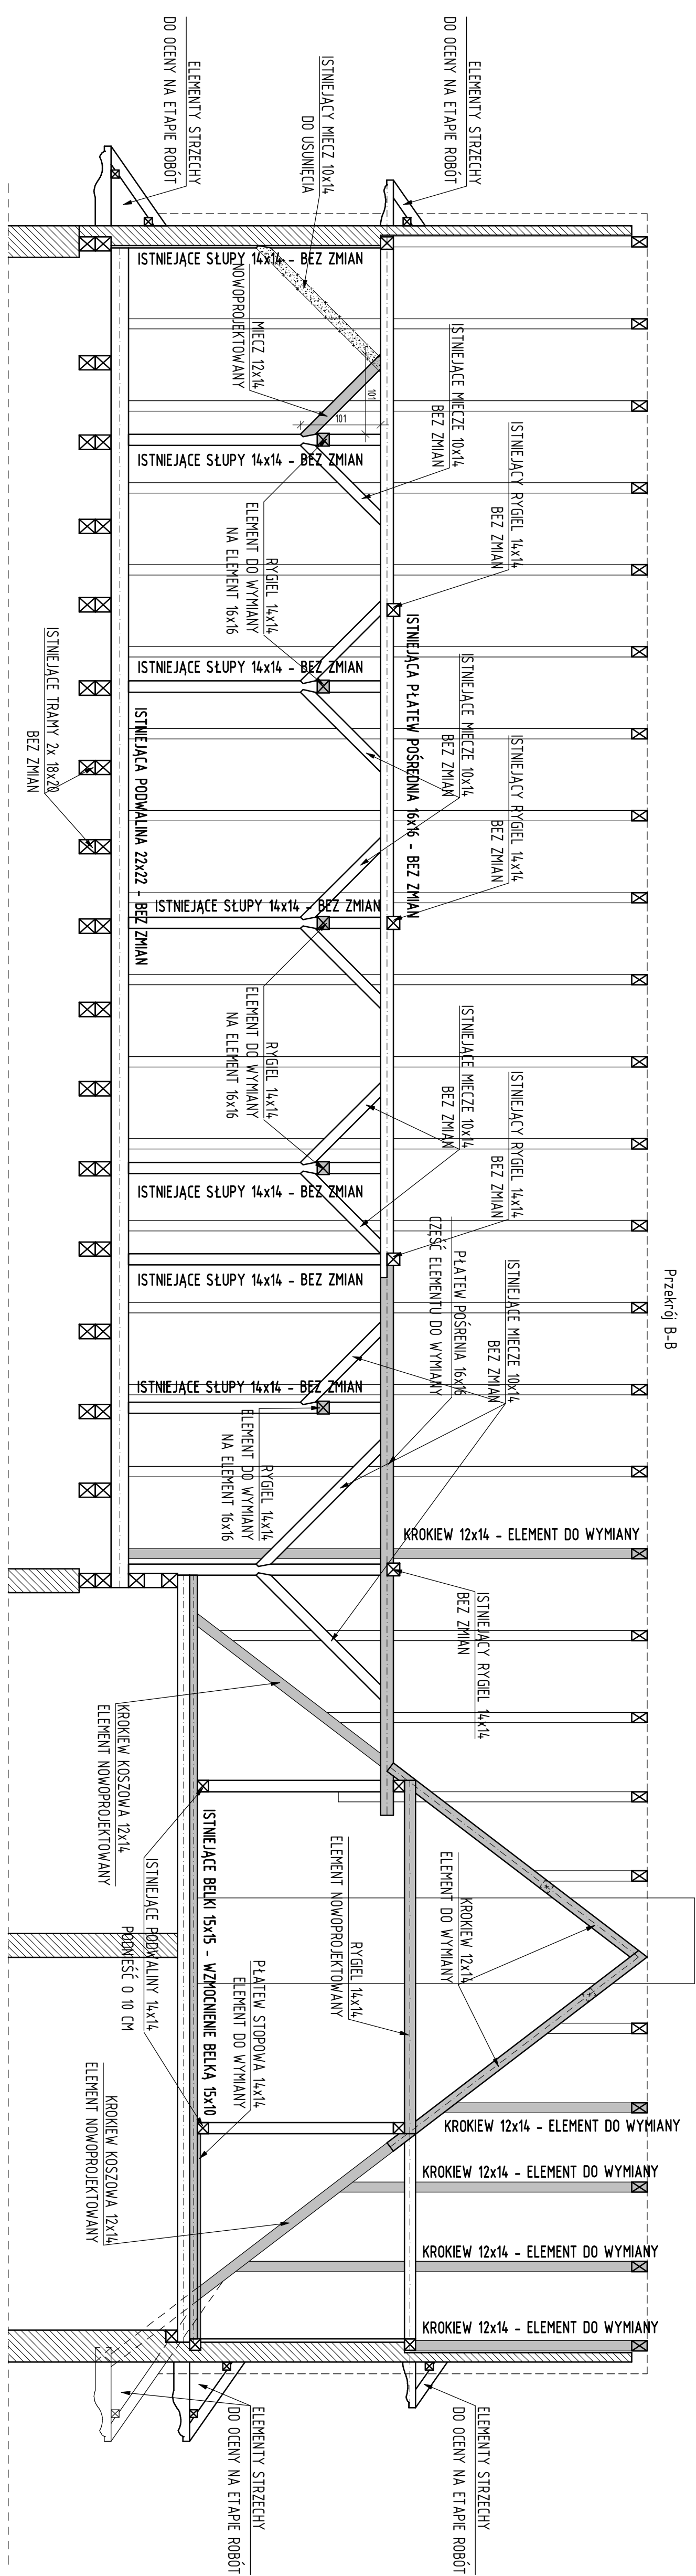 Przekrój B-B
ELEMENTY STRZECHY
DO OCENY NA ETAPIE ROBÓT
ELEMENTY STRZECHY
DO OCENY NA ETAPIE ROBÓT
ISTNIEJĄCY MIECZ 10x14
DO USUNIĘCIA
ISTNIEJĄCE SŁUPY 14x14 - BEZ ZMIAN
MIECZ 12x14
NOWOPROJEKTOWANY
101
101
ISTNIEJĄCE MIECZE 10x14
BEZ ZMIAN
ISTNIEJĄCY RYGIEL 14x14
BEZ ZMIAN
ISTNIEJĄCE SŁUPY 14x14 - BEZ ZMIAN
RYGIEL 14x14
ELEMENT DO WYMIANY
NA ELEMENT 16x16
ISTNIEJĄCA PŁATEW POŚREDNIA 16x16 - BEZ ZMIAN
ISTNIEJĄCE TRAMY 2x 18x20
BEZ ZMIAN
ISTNIEJĄCE SŁUPY 14x14 - BEZ ZMIAN
ISTNIEJĄCE MIECZE 10x14
BEZ ZMIAN
ISTNIEJĄCA PODWALINA 22x22 - BEZ ZMIAN
ISTNIEJĄCY RYGIEL 14x14
BEZ ZMIAN
ISTNIEJĄCE SŁUPY 14x14 - BEZ ZMIAN
RYGIEL 14x14
ELEMENT DO WYMIANY
NA ELEMENT 16x16
ISTNIEJĄCE MIECZE 10x14
BEZ ZMIAN
ISTNIEJĄCY RYGIEL 14x14
BEZ ZMIAN
ISTNIEJĄCE SŁUPY 14x14 - BEZ ZMIAN
PŁATEW POŚRENIA 16x16
CZĘŚĆ ELEMENTU DO WYMIANY
ISTNIEJĄCE MIECZE 10x14
BEZ ZMIAN
ISTNIEJĄCE SŁUPY 14x14 - BEZ ZMIAN
ISTNIEJĄCE SŁUPY 14x14 - BEZ ZMIAN
RYGIEL 14x14
ELEMENT DO WYMIANY
NA ELEMENT 16x16
KROKIEW 12x14 - ELEMENT DO WYMIANY
ISTNIEJĄCY RYGIEL 14x14
BEZ ZMIAN
KROKIEW KOSZOWA 12x14
ELEMENT NOWOPROJEKTOWANY
ISTNIEJĄCE BELKI 15x15 - WZMOCNIENIE BELKĄ 15x10
RYGIEL 14x14
ELEMENT NOWOPROJEKTOWANY
KROKIEW 12x14
ELEMENT DO WYMIANY
ISTNIEJĄCE PODWALINY 14x14
PODNIEŚĆ O 10 CM
PŁATEW STOPOWA 14x14
ELEMENT DO WYMIANY
KROKIEW KOSZOWA 12x14
ELEMENT NOWOPROJEKTOWANY
KROKIEW 12x14 - ELEMENT DO WYMIANY
KROKIEW 12x14 - ELEMENT DO WYMIANY
KROKIEW 12x14 - ELEMENT DO WYMIANY
KROKIEW 12x14 - ELEMENT DO WYMIANY
ELEMENTY STRZECHY
DO OCENY NA ETAPIE ROBÓT
ELEMENTY STRZECHY
DO OCENY NA ETAPIE ROBÓT